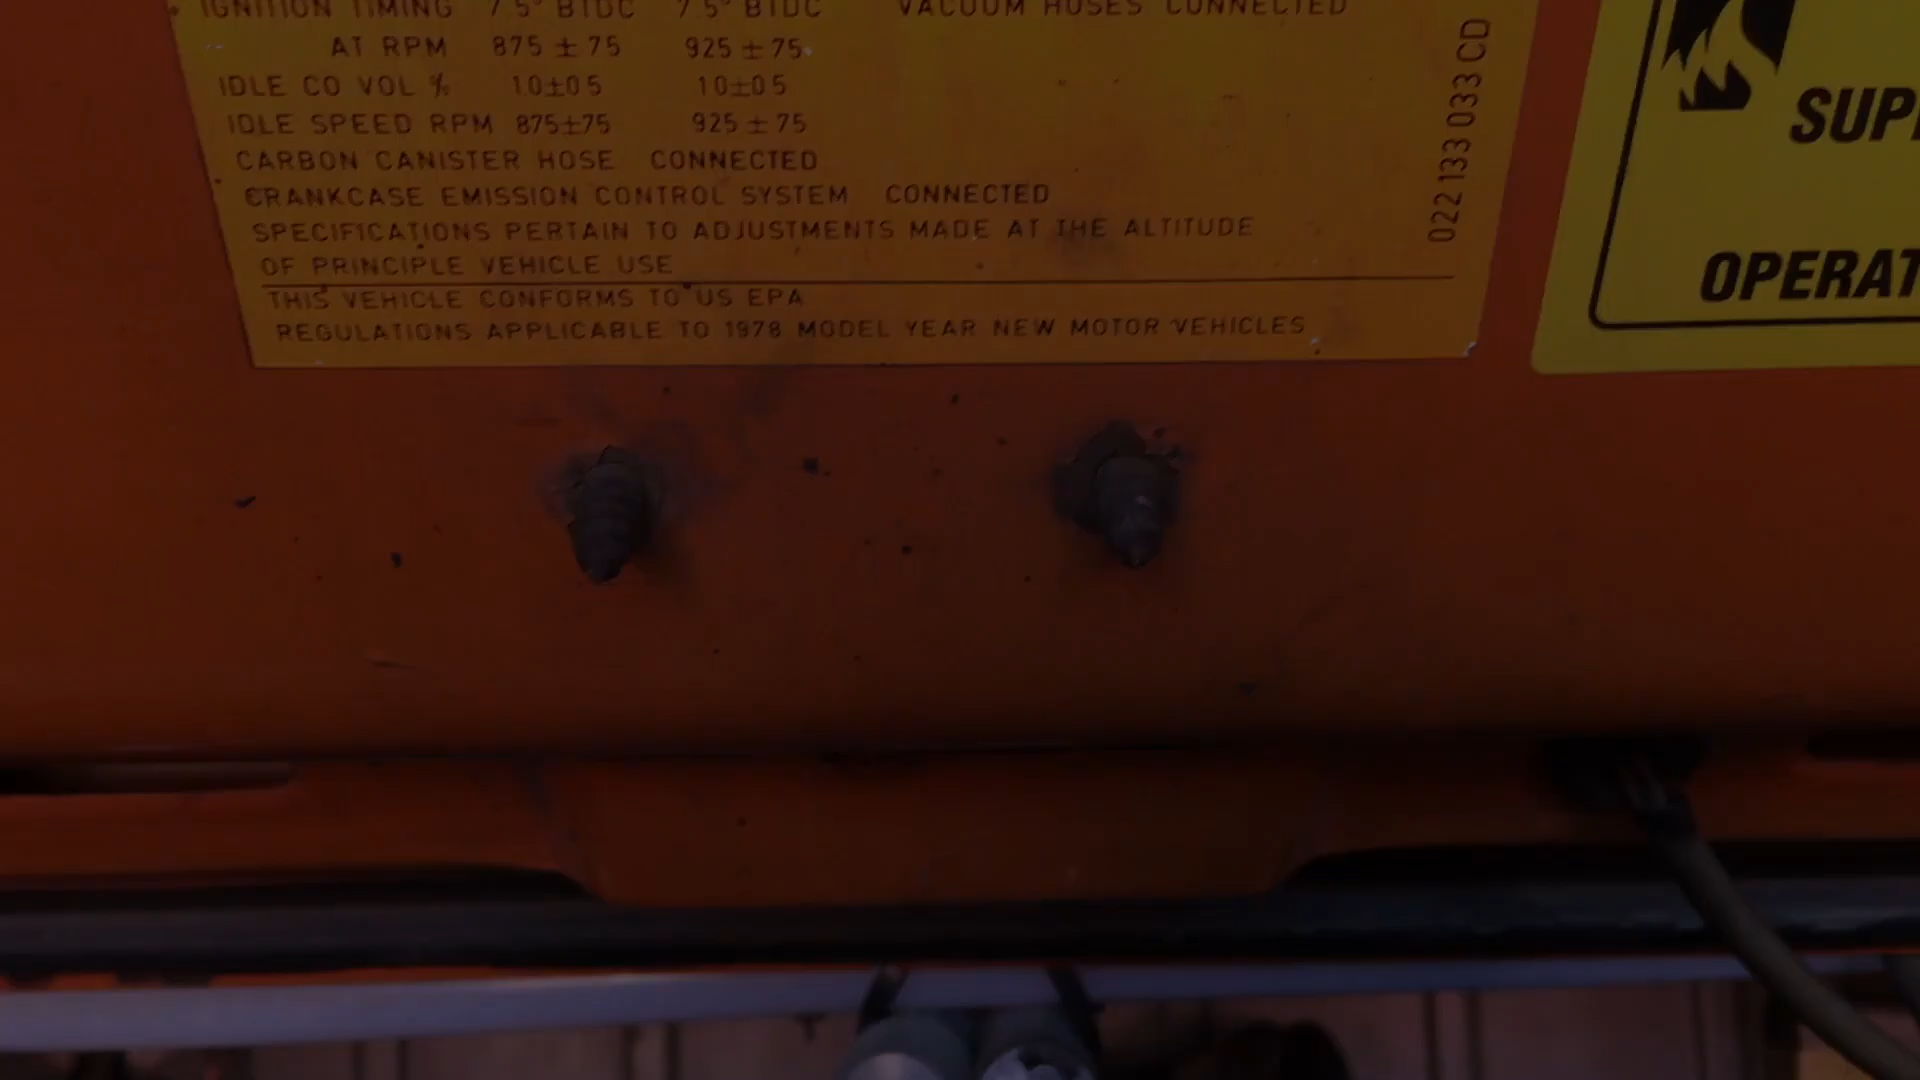 IGNITION TIMING 7 5° BTDC 7 5° BTDC VACUUM HOSES CONNECTED
AT RPM 875 ± 75 925 ± 75
IDLE CO VOL % 1 0±0 5 1 0±0 5
IDLE SPEED RPM 875±75 925 ± 75
CARBON CANISTER HOSE CONNECTED
CRANKCASE EMISSION CONTROL SYSTEM CONNECTED
SPECIFICATIONS PERTAIN TO ADJUSTMENTS MADE AT THE ALTITUDE
OF PRINCIPLE VEHICLE USE
THIS VEHICLE CONFORMS TO US EPA
REGULATIONS APPLICABLE TO 1978 MODEL YEAR NEW MOTOR VEHICLES
022 133 033 CD
SUP
OPERAT